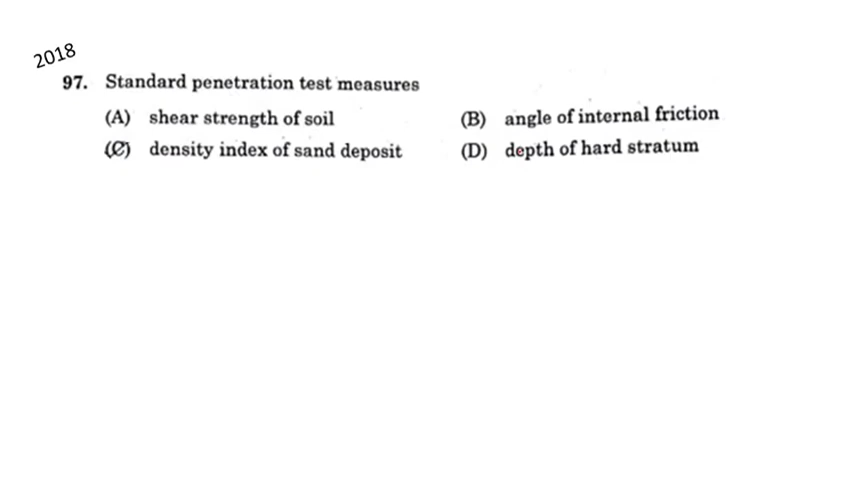 2018
97. Standard penetration test measures
(A) shear strength of soil
(B) angle of internal friction
(C) density index of sand deposit
(D) depth of hard stratum